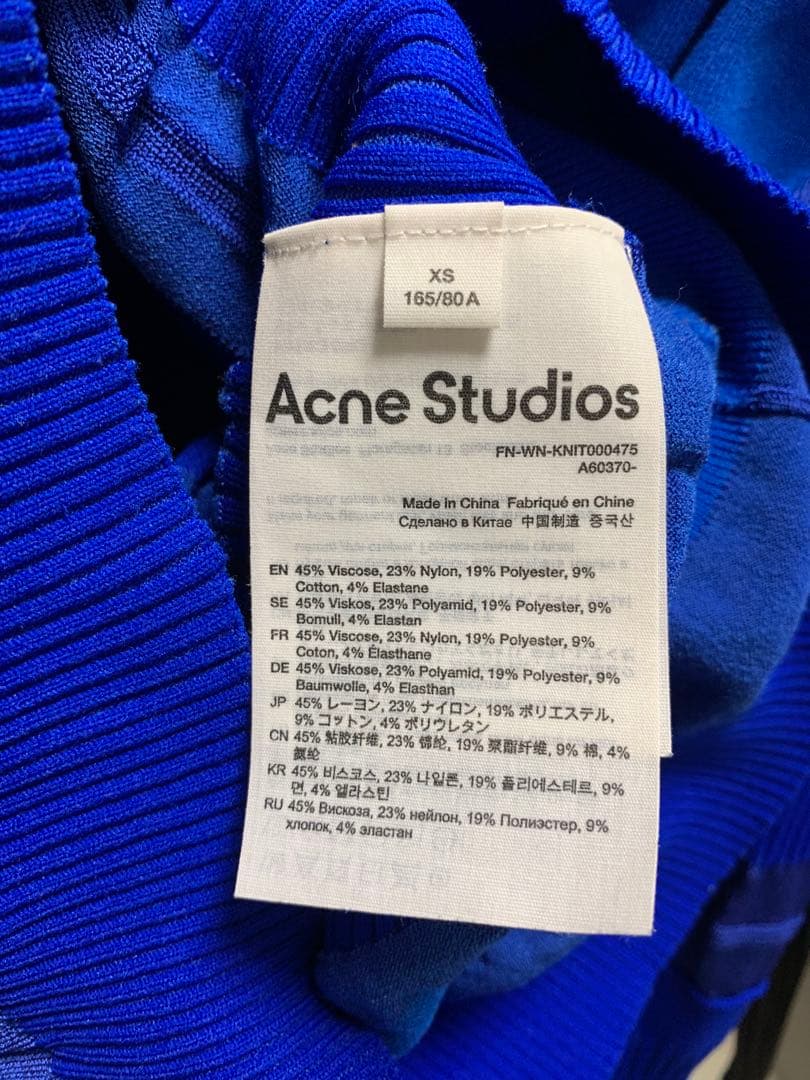 XS
165/80A
Acne Studios
FN-WN-KNIT000475
A60370-
Made in China Fabriqué en Chine
Сделано в Китае 中国制造 중국산
EN 45% Viscose, 23% Nylon, 19% Polyester, 9%
Cotton, 4% Elastane
SE 45% Viskos, 23% Polyamid, 19% Polyester, 9%
Bomull, 4% Elastan
FR 45% Viscose, 23% Nylon, 19% Polyester, 9%
Coton, 4% Élasthane
DE 45% Viskose, 23% Polyamid, 19% Polyester, 9%
Baumwolle, 4% Elasthan
JP 45% レーヨン, 23% ナイロン, 19% ポリエステル,
9% コットン, 4% ポリウレタン
CN 45% 粘胶纤维, 23% 锦纶, 19% 聚酯纤维, 9% 棉, 4%
氨纶
KR 45% 비스코스, 23% 나일론, 19% 폴리에스테르, 9%
면, 4% 엘라스틴
RU 45% Вискоза, 23% нейлон, 19% Полиэстер, 9%
хлопок, 4% эластан